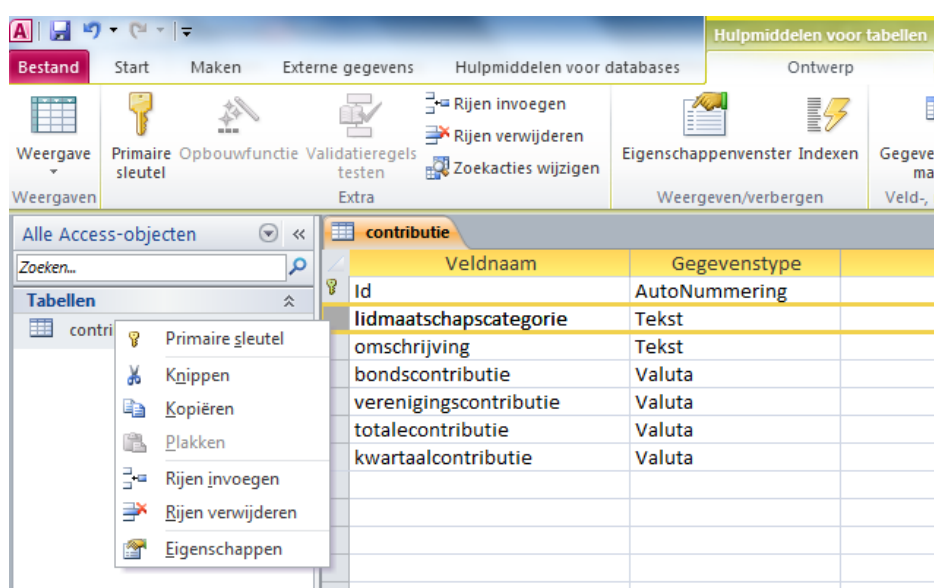 A
Hulpmiddelen voor tabellen
Bestand Start Maken Externe gegevens Hulpmiddelen voor databases Ontwerp
Weergave
Primaire sleutel
Opbouwfunctie
Validatieregels testen
Rijen invoegen
Rijen verwijderen
Zoekacties wijzigen
Eigenschappenvenster
Indexen
Gegeve
ma
Weergaven Extra Weergeven/verbergen Veld-,
Alle Access-objecten
Zoeken...
Tabellen
contri
Primaire sleutel
Knippen
Kopiëren
Plakken
Rijen invoegen
Rijen verwijderen
Eigenschappen
contributie
Veldnaam Gegevenstype
Id AutoNummering
lidmaatschapscategorie Tekst
omschrijving Tekst
bondscontributie Valuta
verenigingscontributie Valuta
totalecontributie Valuta
kwartaalcontributie Valuta